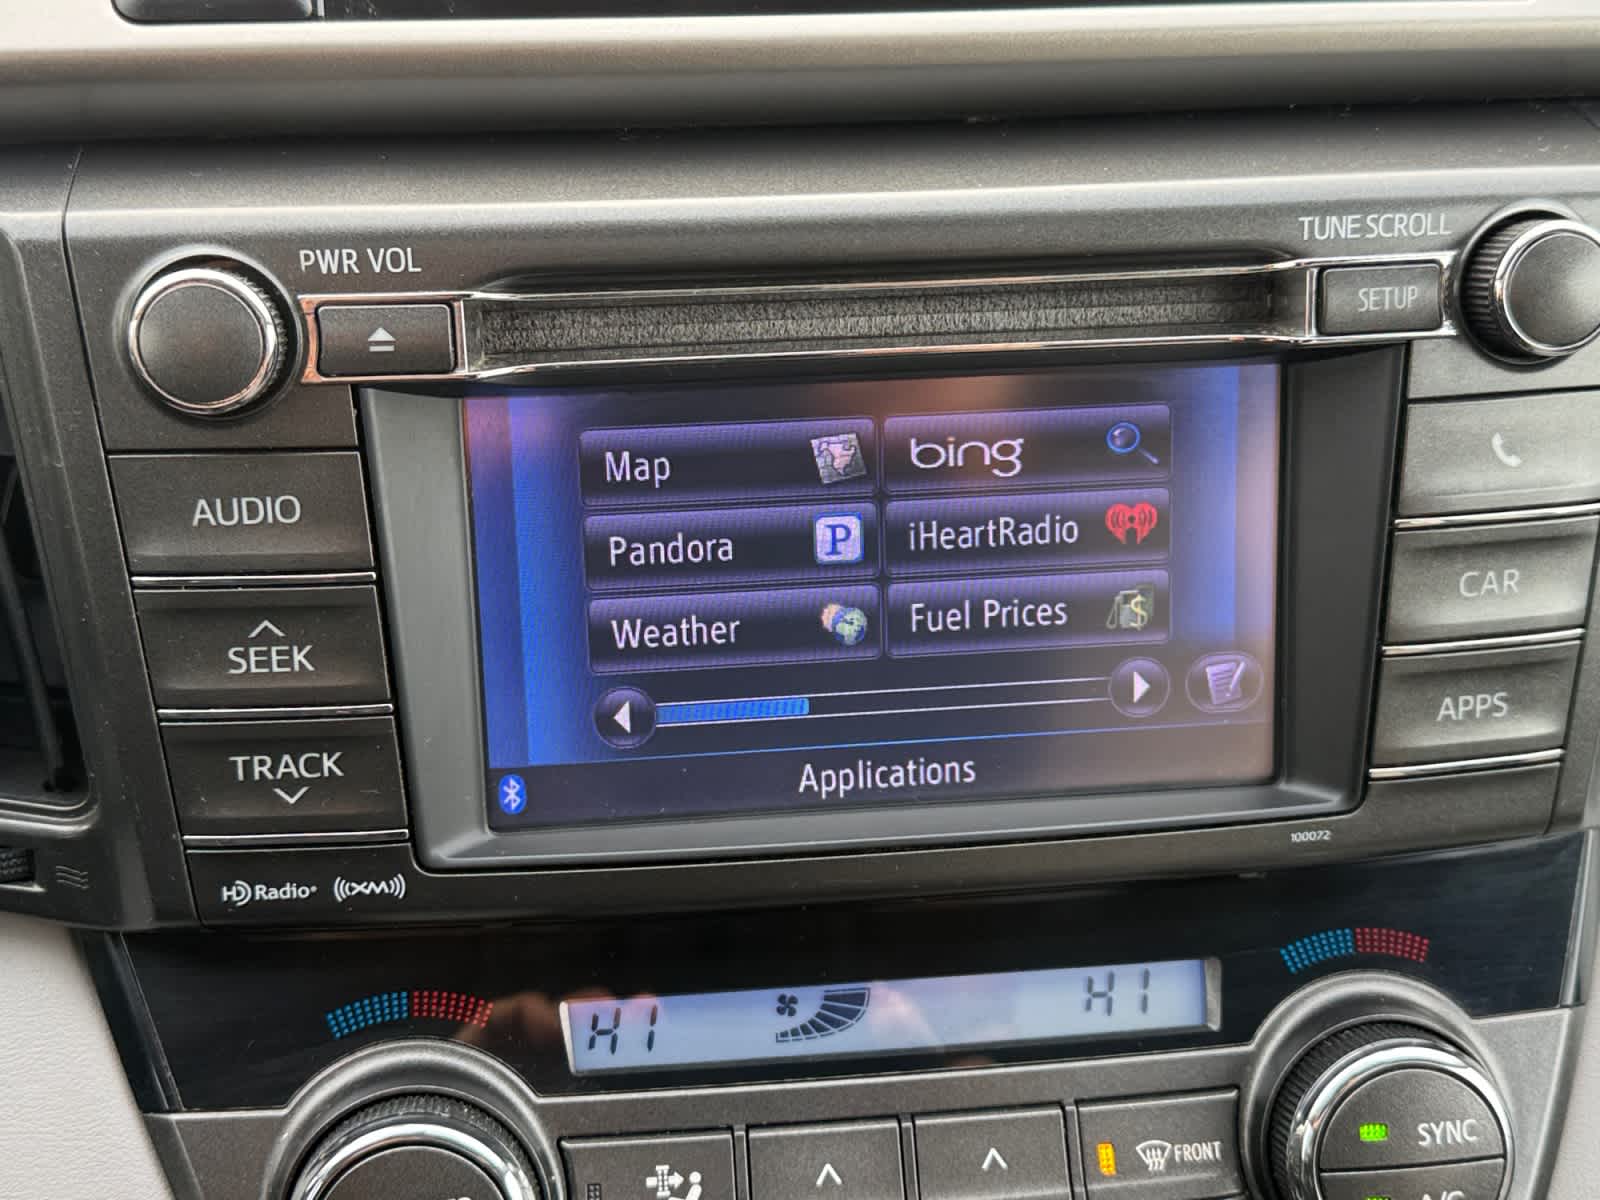 PWR VOL
TUNE SCROLL
SETUP
AUDIO
SEEK
TRACK
Map
bing
Pandora
P
iHeartRadio
Weather
Fuel Prices
$
Applications
CAR
APPS
100072
HD Radio
((XM))
HI
HI
FRONT
SYNC
A/C